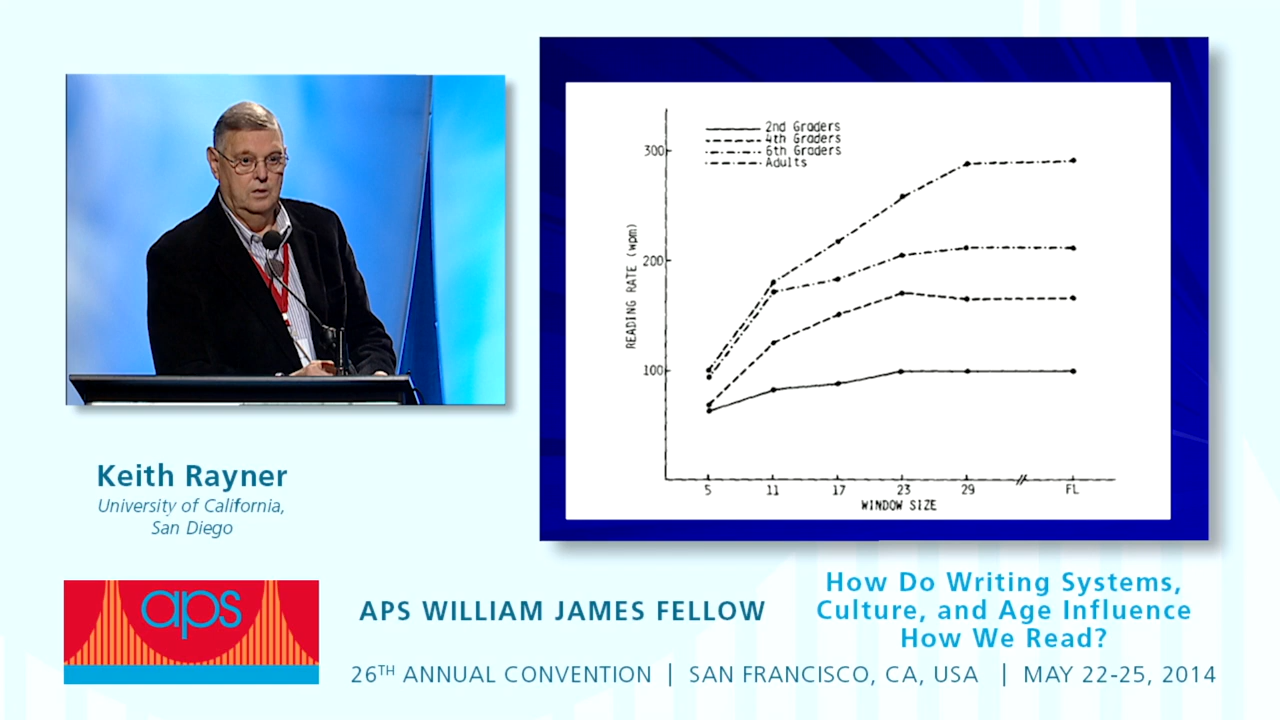 2nd Graders
4th Graders
6th Graders
Adults
300
200
100
READING RATE (wpm)
5 11 17 23 29 FL
WINDOW SIZE
Keith Rayner
University of California,
San Diego
aps
APS WILLIAM JAMES FELLOW
How Do Writing Systems,
Culture, and Age Influence
How We Read?
26TH ANNUAL CONVENTION | SAN FRANCISCO, CA, USA | MAY 22-25, 2014